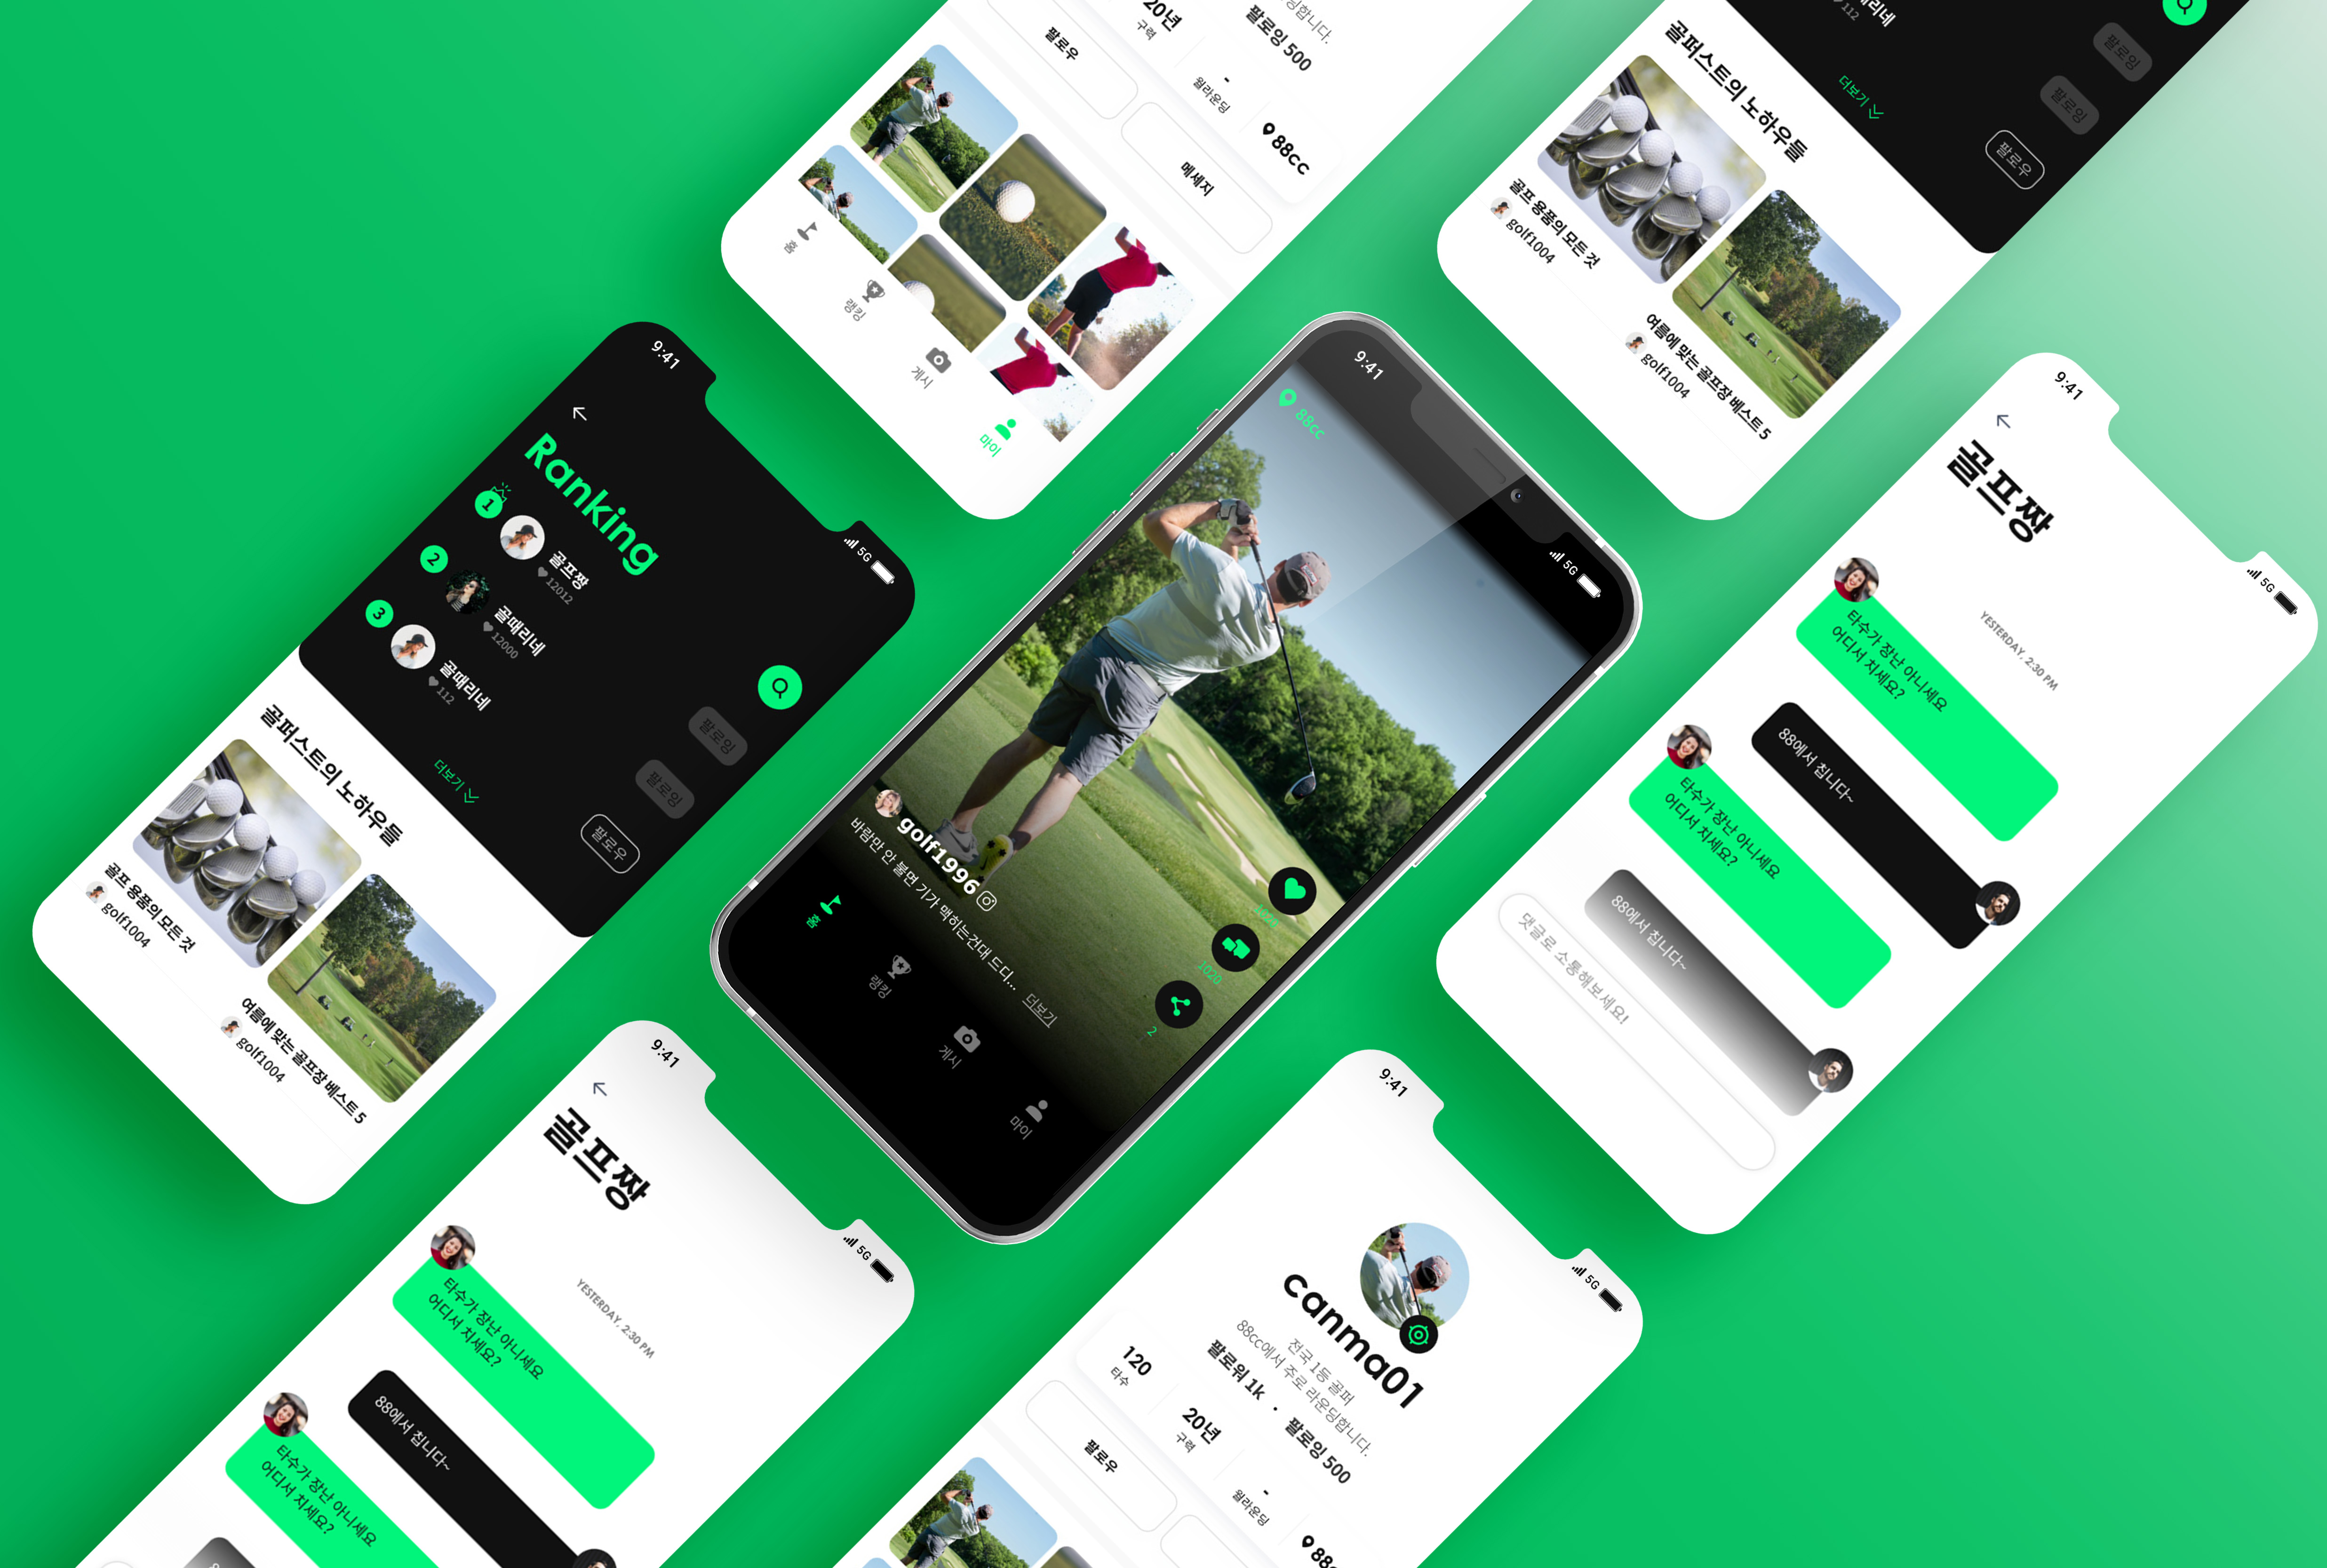 20년
구력
-
월라운딩
88cc
팔로잉 500
팔로우
메세지
홈
랭킹
게시
마이
112
더보기
팔로잉
팔로잉
팔로우
골퍼스트의 노하우들
골프 용품의 모든 것
golf1004
여름에 맞는 골프장 베스트 5
golf1004
9:41
5G
Ranking
1
골프짱
12012
2
골때리네
12000
3
골때리네
112
팔로잉
팔로잉
팔로우
더보기
골퍼스트의 노하우들
골프 용품의 모든 것
golf1004
여름에 맞는 골프장 베스트 5
golf1004
9:41
5G
88cc
golf1996
바람만 안 불면 기가 맥히는건대 드디... 더보기
1020
1020
2
홈
랭킹
게시
마이
9:41
5G
골프짱
YESTERDAY, 2:30 PM
타수가 장난 아니세요
어디서 치세요?
88에서 칩니다~
타수가 장난 아니세요
어디서 치세요?
88에서 칩니다~
댓글로 소통해보세요!
9:41
5G
골프짱
YESTERDAY, 2:30 PM
타수가 장난 아니세요
어디서 치세요?
88에서 칩니다~
타수가 장난 아니세요
어디서 치세요?
9:41
5G
canma01
전국 1등 골퍼
88cc에서 주로 라운딩합니다.
팔로워 1k • 팔로잉 500
120
타수
20년
구력
-
월라운딩
팔로우